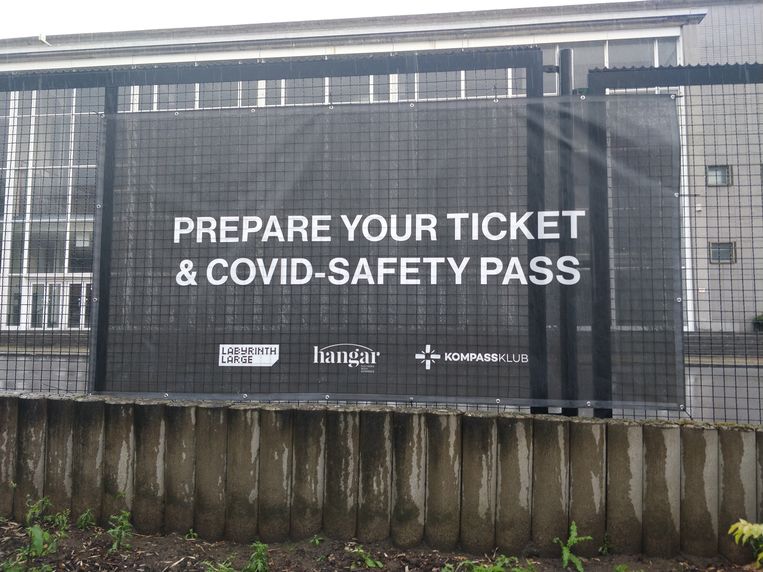 PREPARE YOUR TICKET
& COVID-SAFETY PASS
LABYRINTH
LARGE
hangar
KOMPASSKLUB